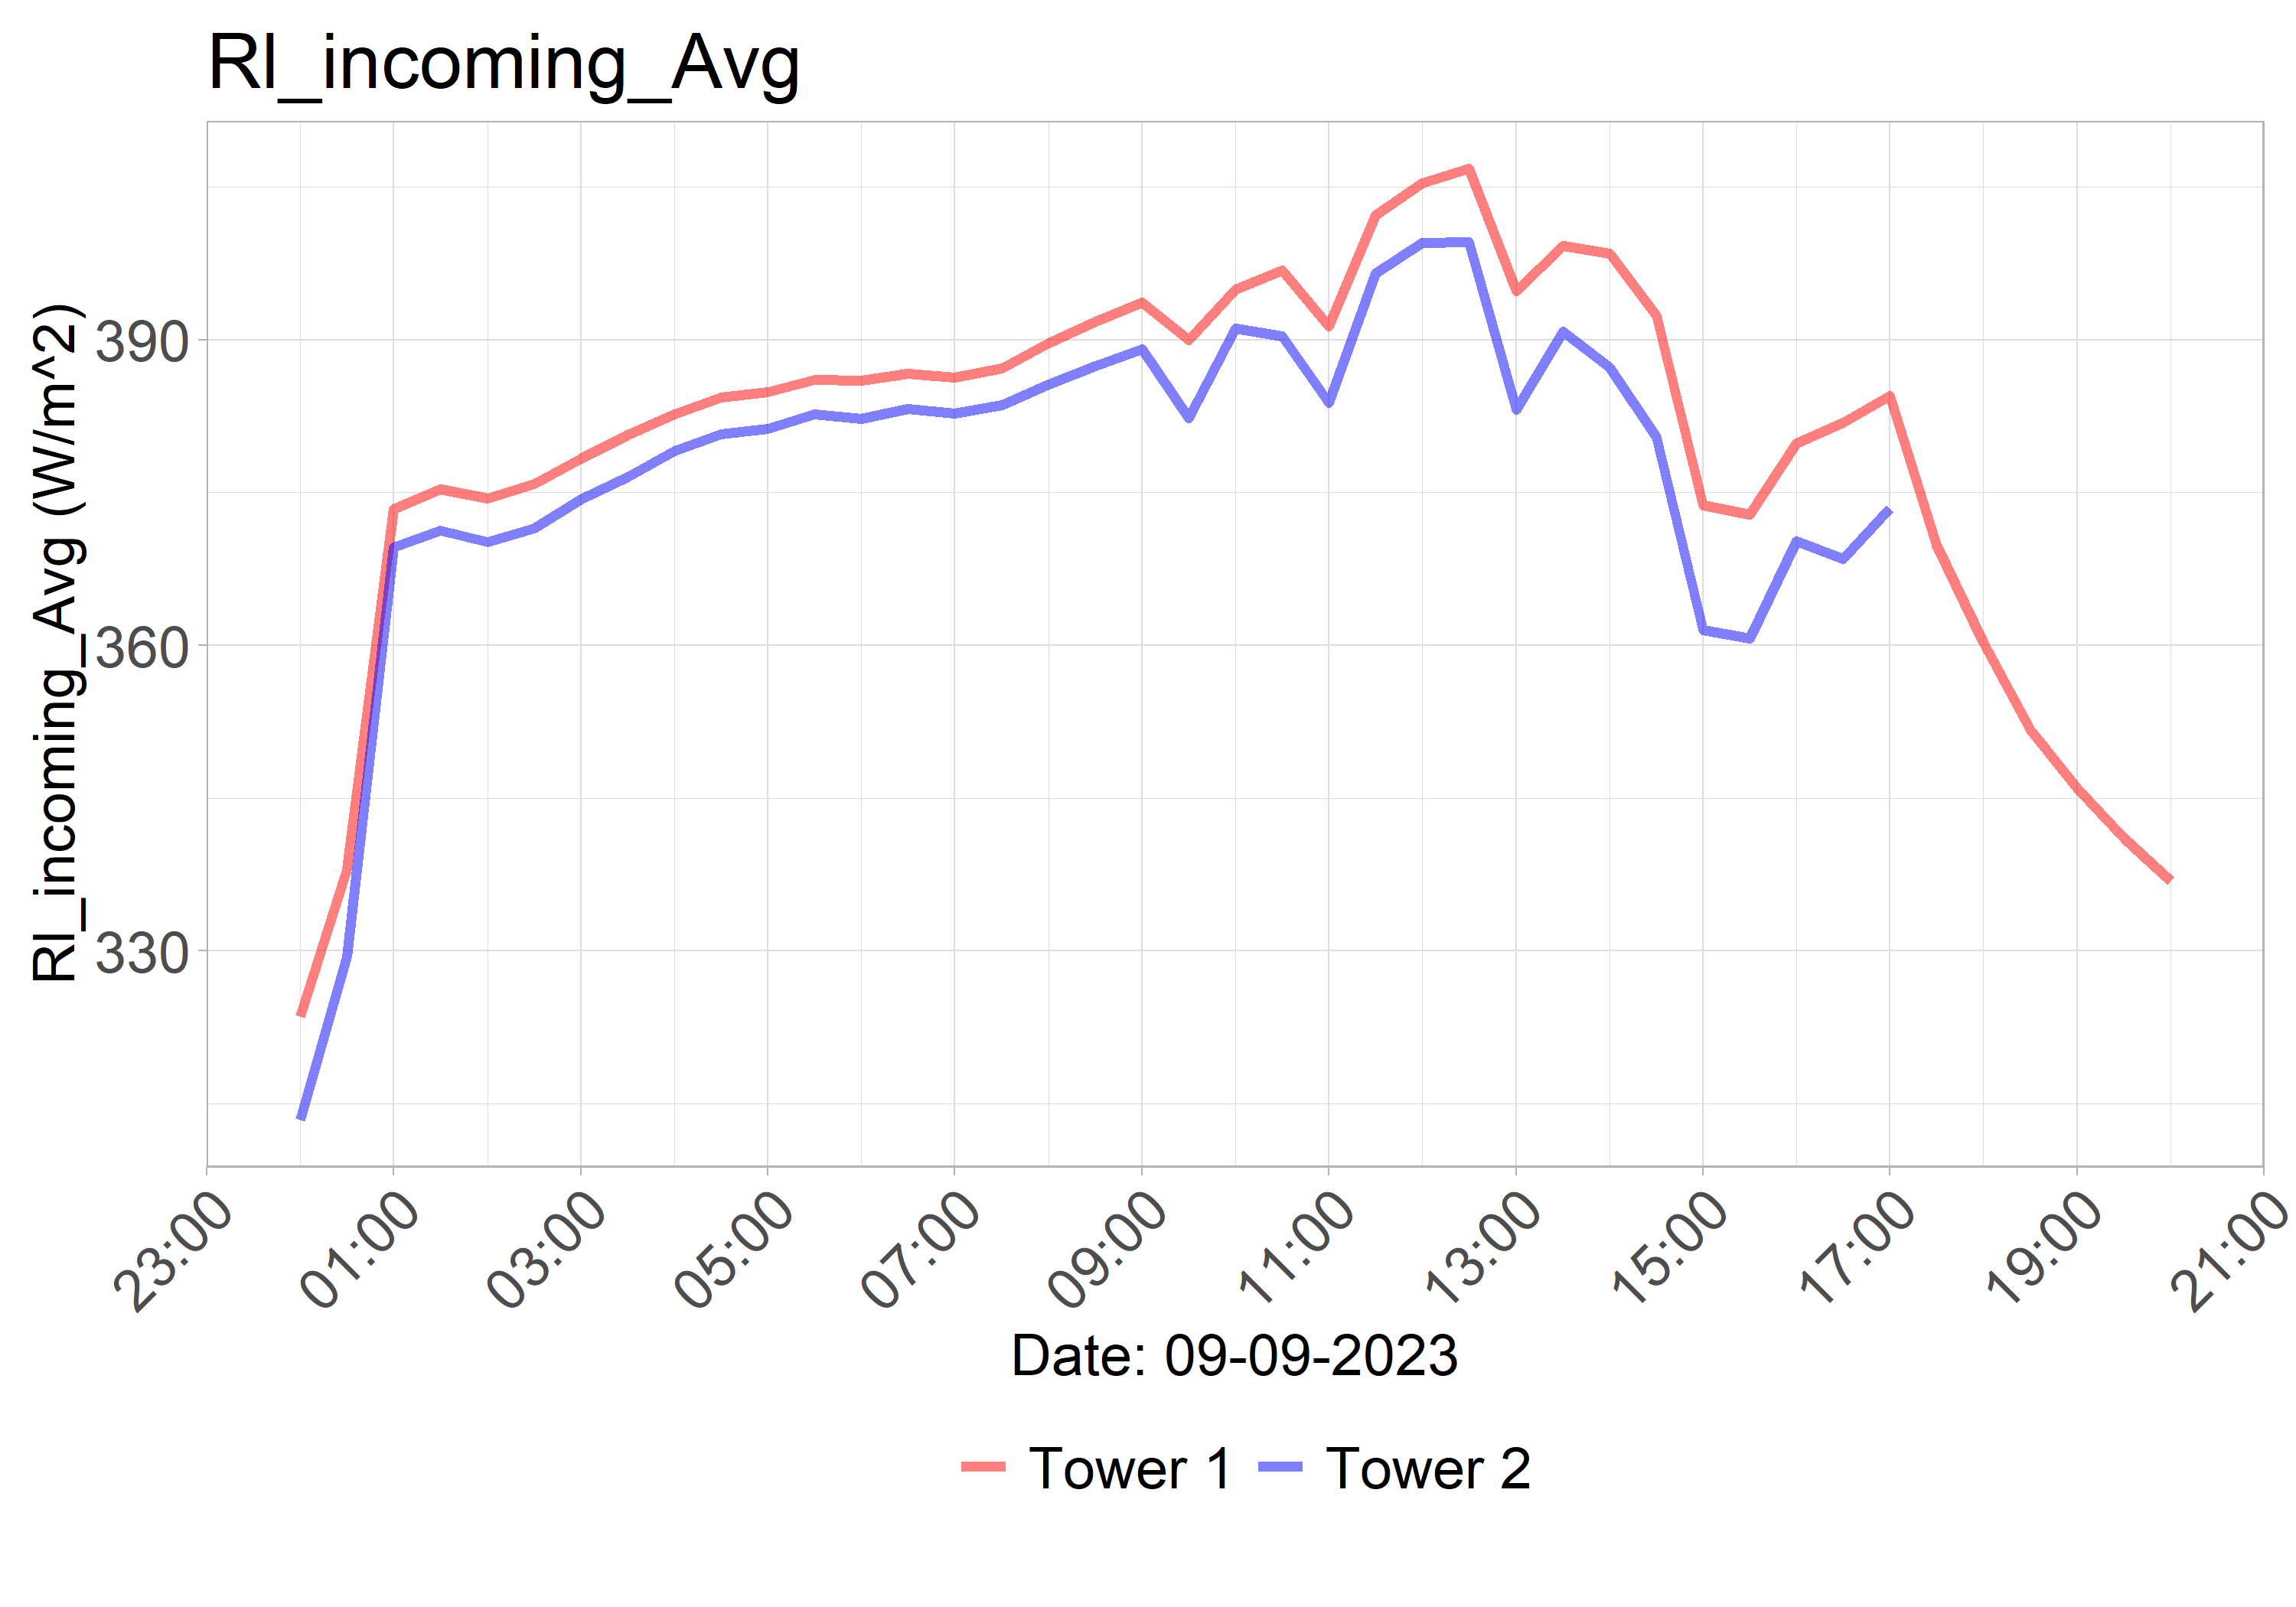 Rl_incoming_Avg
Rl_incoming_Avg (W/m^2)
390
360
330
23:00 01:00 03:00 05:00 07:00 09:00 11:00 13:00 15:00 17:00 19:00 21:00
Date: 09-09-2023
Tower 1 Tower 2